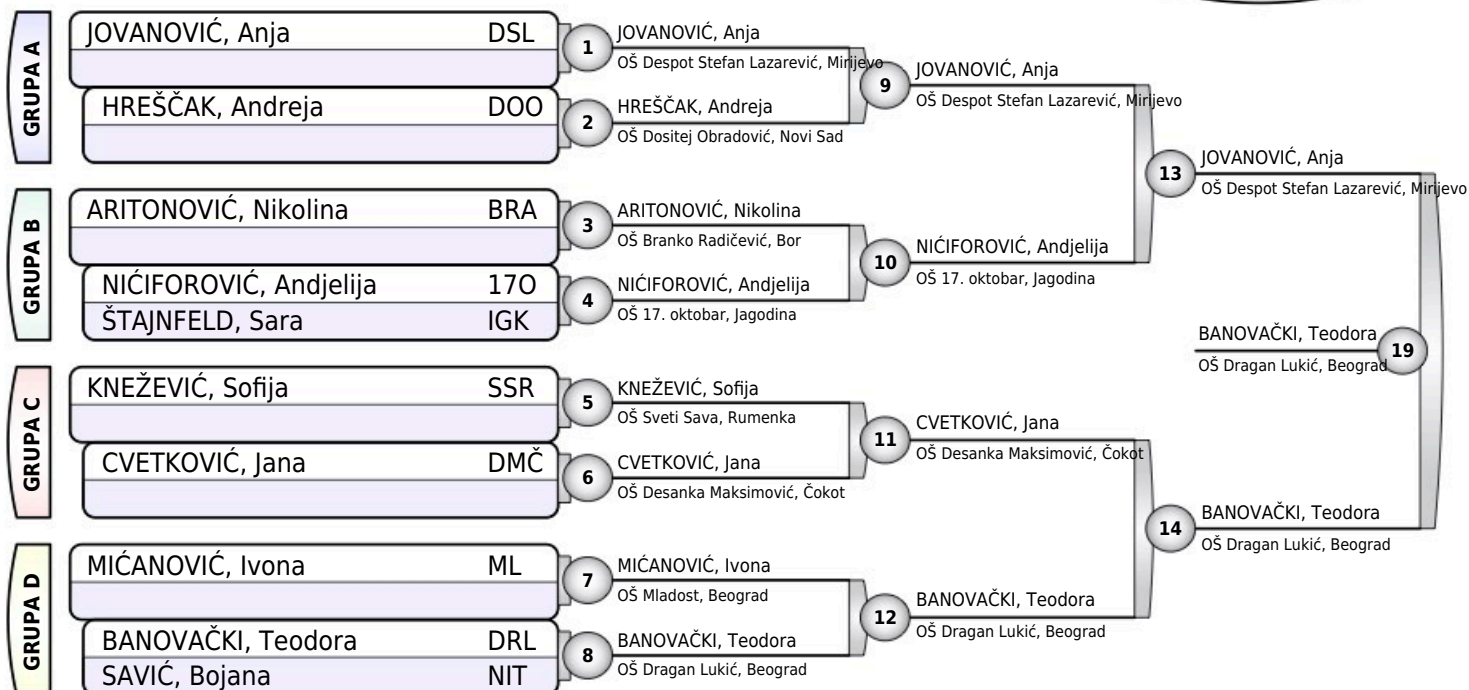 GRUPA A
JOVANOVIĆ, Anja DSL
HREŠČAK, Andreja DOO
GRUPA B
ARITONOVIĆ, Nikolina BRA
NIĆIFOROVIĆ, Andjelija 17O
ŠTAJNFELD, Sara IGK
GRUPA C
KNEŽEVIĆ, Sofija SSR
CVETKOVIĆ, Jana DMČ
GRUPA D
MIĆANOVIĆ, Ivona ML
BANOVAČKI, Teodora DRL
SAVIĆ, Bojana NIT
1
JOVANOVIĆ, Anja
OŠ Despot Stefan Lazarević, Mirijevo
2
HREŠČAK, Andreja
OŠ Dositej Obradović, Novi Sad
3
ARITONOVIĆ, Nikolina
OŠ Branko Radičević, Bor
4
NIĆIFOROVIĆ, Andjelija
OŠ 17. oktobar, Jagodina
5
KNEŽEVIĆ, Sofija
OŠ Sveti Sava, Rumenka
6
CVETKOVIĆ, Jana
OŠ Desanka Maksimović, Čokot
7
MIĆANOVIĆ, Ivona
OŠ Mladost, Beograd
8
BANOVAČKI, Teodora
OŠ Dragan Lukić, Beograd
9
JOVANOVIĆ, Anja
OŠ Despot Stefan Lazarević, Mirijevo
10
NIĆIFOROVIĆ, Andjelija
OŠ 17. oktobar, Jagodina
11
CVETKOVIĆ, Jana
OŠ Desanka Maksimović, Čokot
12
BANOVAČKI, Teodora
OŠ Dragan Lukić, Beograd
13
JOVANOVIĆ, Anja
OŠ Despot Stefan Lazarević, Mirijevo
14
BANOVAČKI, Teodora
OŠ Dragan Lukić, Beograd
BANOVAČKI, Teodora
OŠ Dragan Lukić, Beograd
19